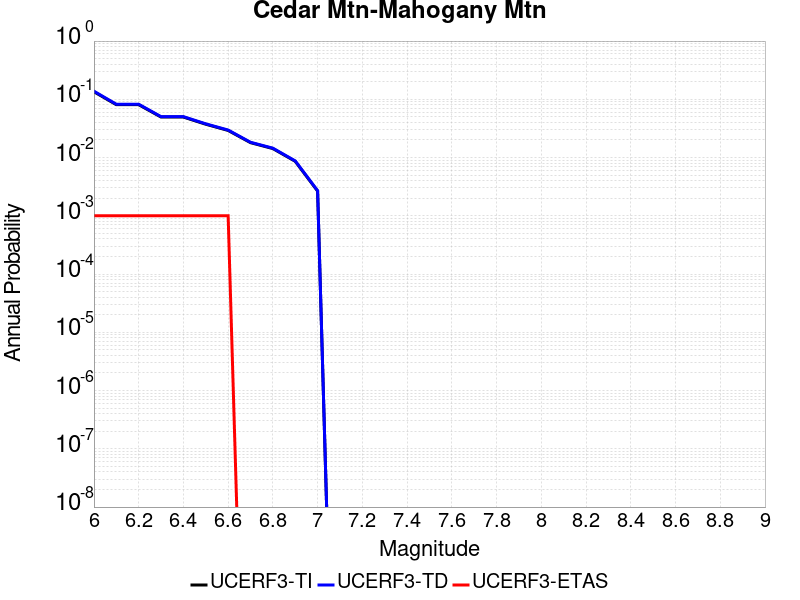 Cedar Mtn-Mahogany Mtn
10^0
10^-1
10^-2
10^-3
10^-4
10^-5
10^-6
10^-7
10^-8
Annual Probability
6 6.2 6.4 6.6 6.8 7 7.2 7.4 7.6 7.8 8 8.2 8.4 8.6 8.8 9
Magnitude
UCERF3-TI UCERF3-TD UCERF3-ETAS